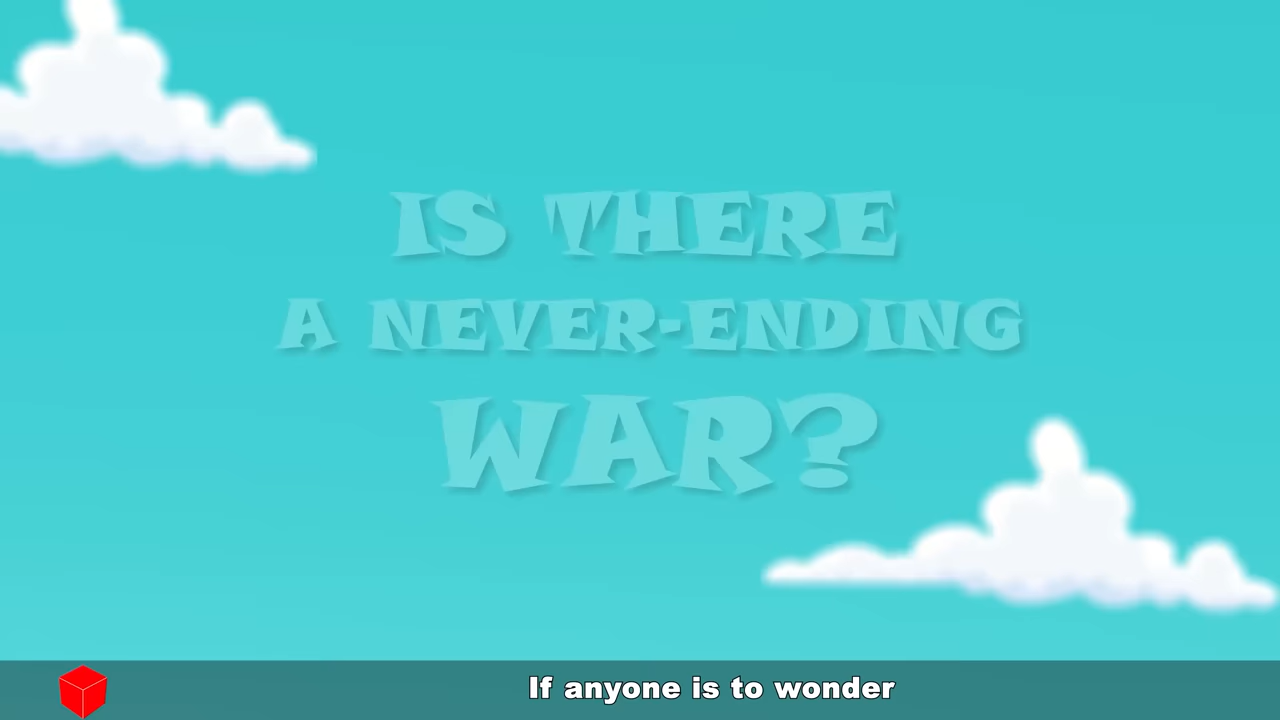 IS THERE
A NEVER-ENDING
WAR?
If anyone is to wonder